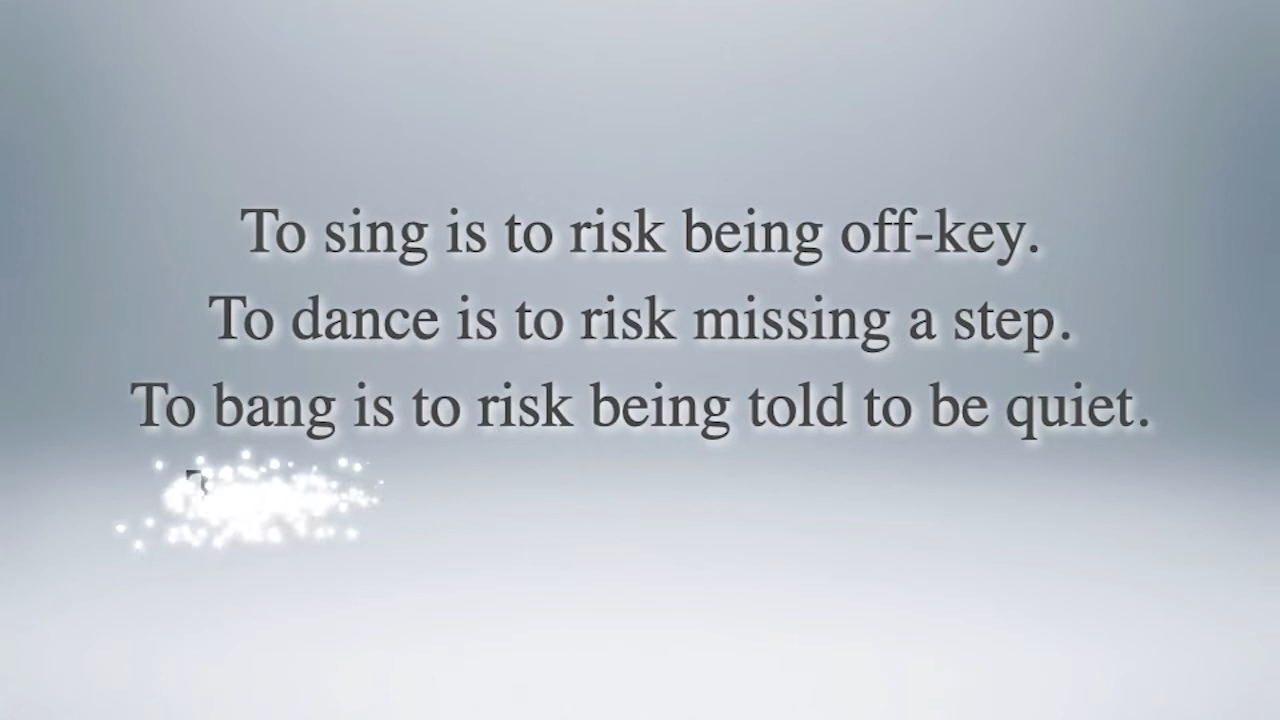 To sing is to risk being off-key.
To dance is to risk missing a step.
To bang is to risk being told to be quiet.